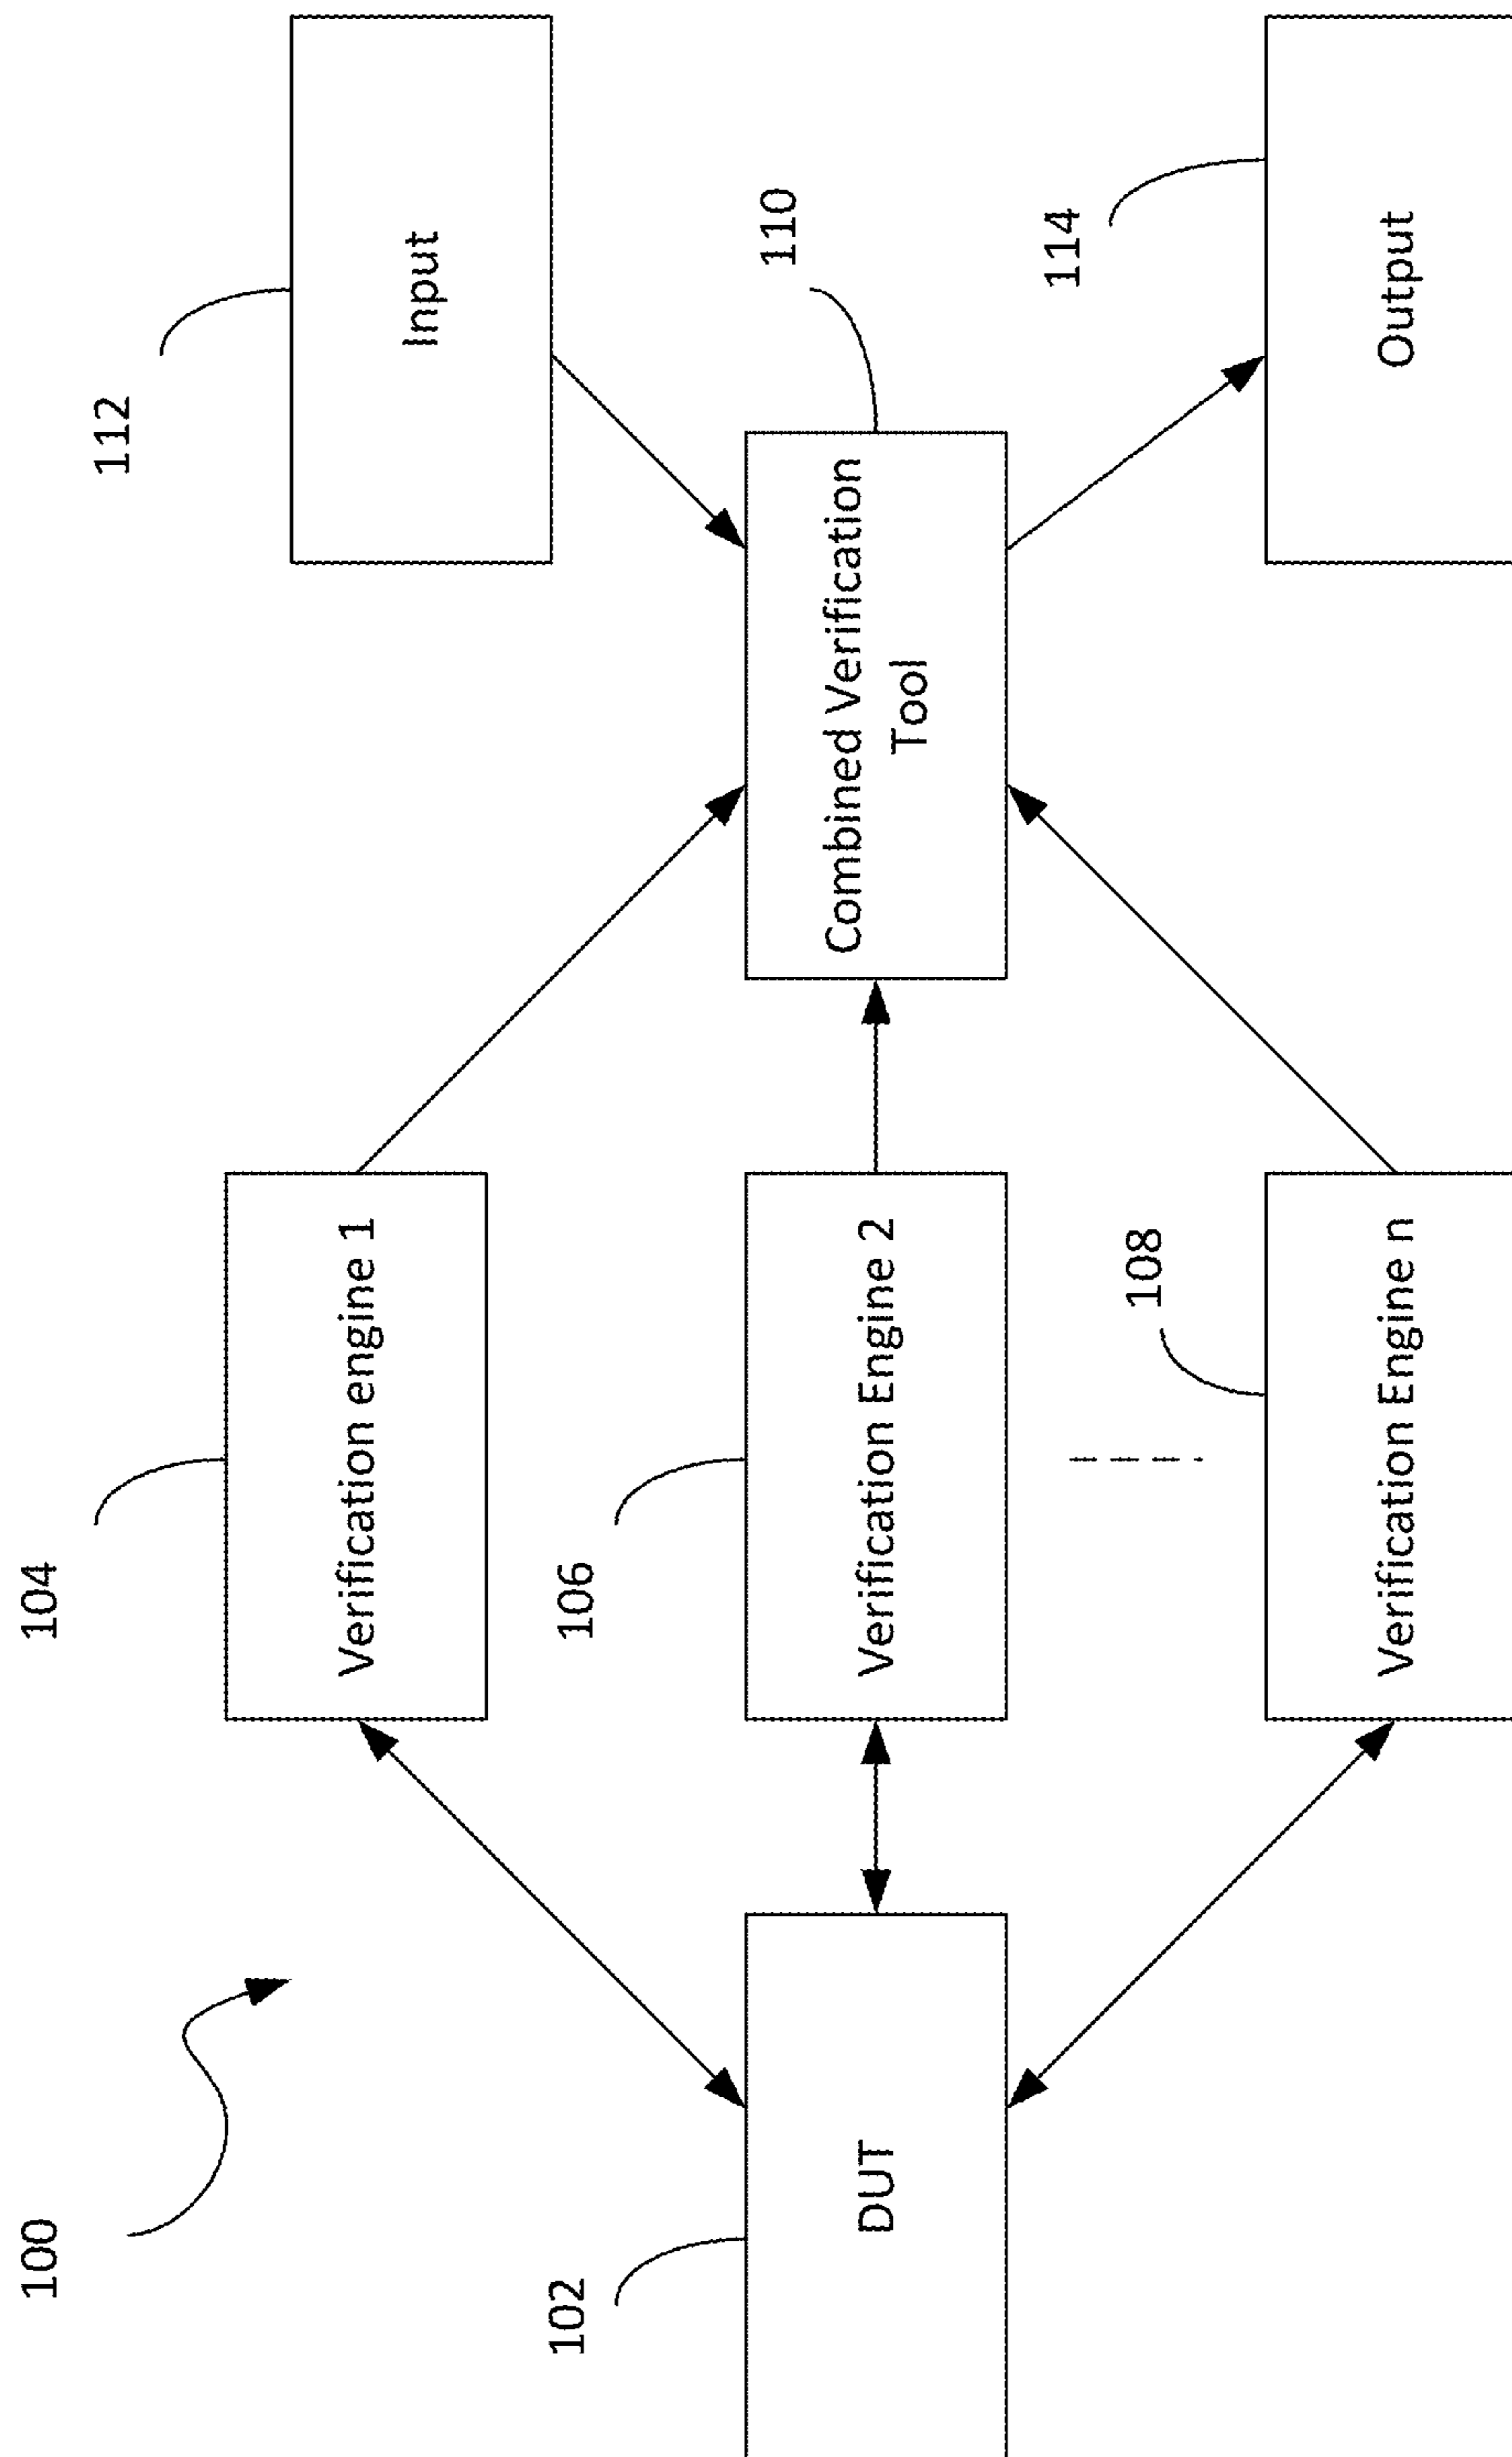 100
102
DUT
104
Verification engine 1
106
Verification Engine 2
108
Verification Engine n
110
Combined Verification
Tool
112
Input
114
Output